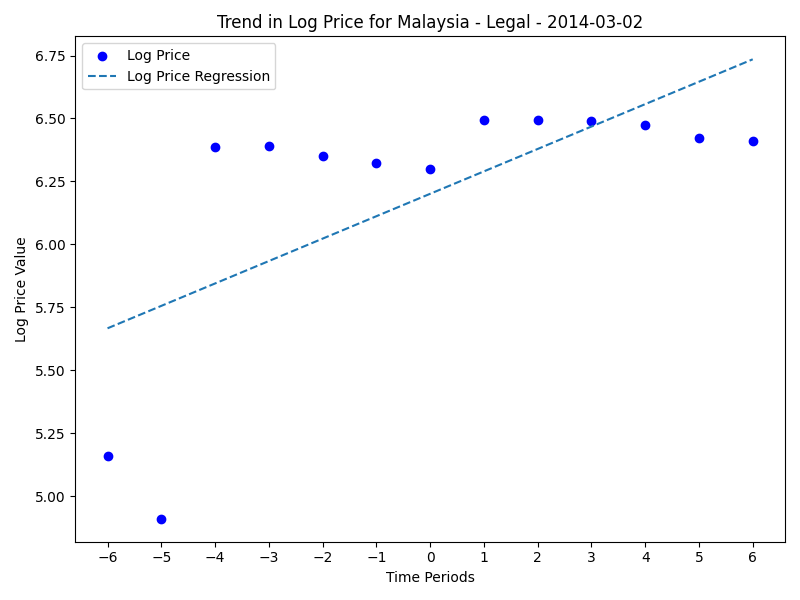 Trend in Log Price for Malaysia - Legal - 2014-03-02
Log Price
Log Price Regression
6.75
6.50
6.25
6.00
5.75
5.50
5.25
5.00
Log Price Value
−6 −5 −4 −3 −2 −1 0 1 2 3 4 5 6
Time Periods